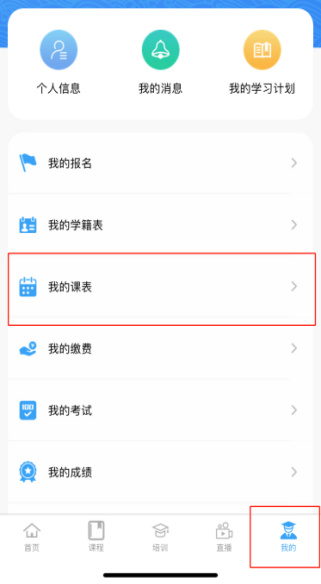 个人信息
我的消息
我的学习计划
我的报名
我的学籍表
我的课表
我的缴费
我的考试
我的成绩
首页
课程
培训
直播
我的